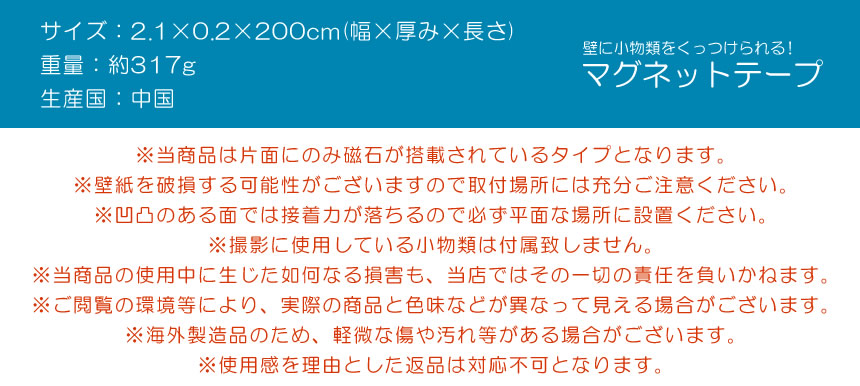 サイズ：2.1×0.2×200cm(幅×厚み×長さ)
重量：約317g
生産国：中国
壁に小物類をくっつけられる!
マグネットテープ
※当商品は片面にのみ磁石が搭載されているタイプとなります。
※壁紙を破損する可能性がございますので取付場所には充分ご注意ください。
※凹凸のある面では接着力が落ちるので必ず平面な場所に設置ください。
※撮影に使用している小物類は付属致しません。
※当商品の使用中に生じた如何なる損害も、当店ではその一切の責任を負いかねます。
※ご閲覧の環境等により、実際の商品と色味などが異なって見える場合がございます。
※海外製造品のため、軽微な傷や汚れ等がある場合がございます。
※使用感を理由とした返品は対応不可となります。